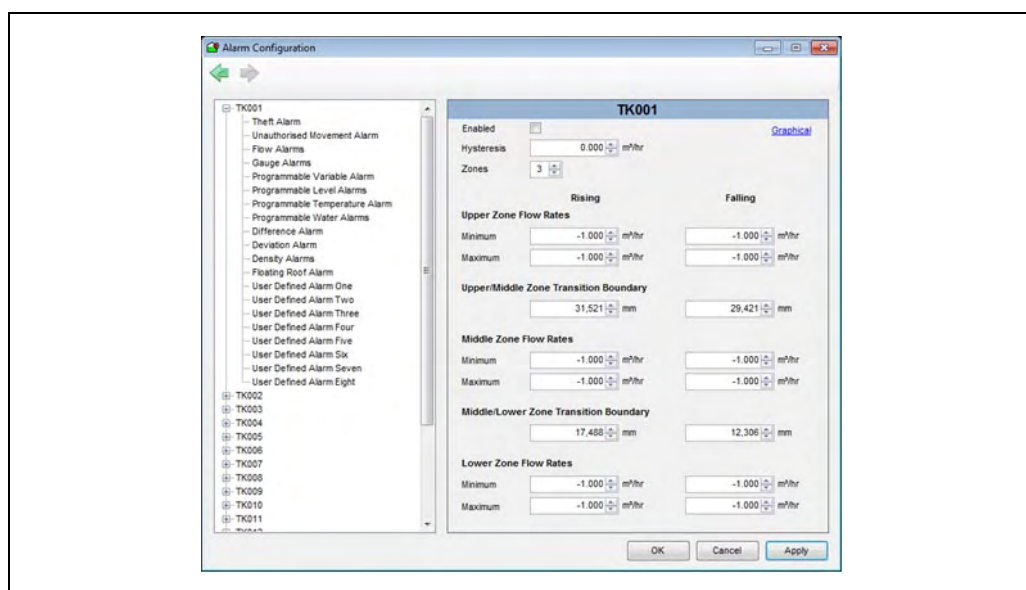 Alarm Configuration
TK001
Theft Alarm
Unauthorised Movement Alarm
Flow Alarms
Gauge Alarms
Programmable Variable Alarm
Programmable Level Alarms
Programmable Temperature Alarm
Programmable Water Alarms
Difference Alarm
Deviation Alarm
Density Alarms
Floating Roof Alarm
User Defined Alarm One
User Defined Alarm Two
User Defined Alarm Three
User Defined Alarm Four
User Defined Alarm Five
User Defined Alarm Six
User Defined Alarm Seven
User Defined Alarm Eight
TK002
TK003
TK004
TK005
TK006
TK007
TK008
TK009
TK010
TK011
TK001
Enabled Graphical
Hysteresis 0.000 m³/hr
Zones 3
Rising Falling
Upper Zone Flow Rates
Minimum -1.000 m³/hr -1.000 m³/hr
Maximum -1.000 m³/hr -1.000 m³/hr
Upper/Middle Zone Transition Boundary
31,521 mm 29,421 mm
Middle Zone Flow Rates
Minimum -1.000 m³/hr -1.000 m³/hr
Maximum -1.000 m³/hr -1.000 m³/hr
Middle/Lower Zone Transition Boundary
17,488 mm 12,306 mm
Lower Zone Flow Rates
Minimum -1.000 m³/hr -1.000 m³/hr
Maximum -1.000 m³/hr -1.000 m³/hr
OK Cancel Apply